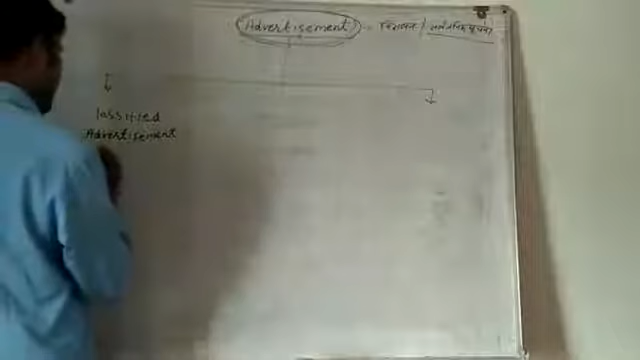 Advertisement - विज्ञापन / सार्वजनिक सूचना
lassified
Advertisement